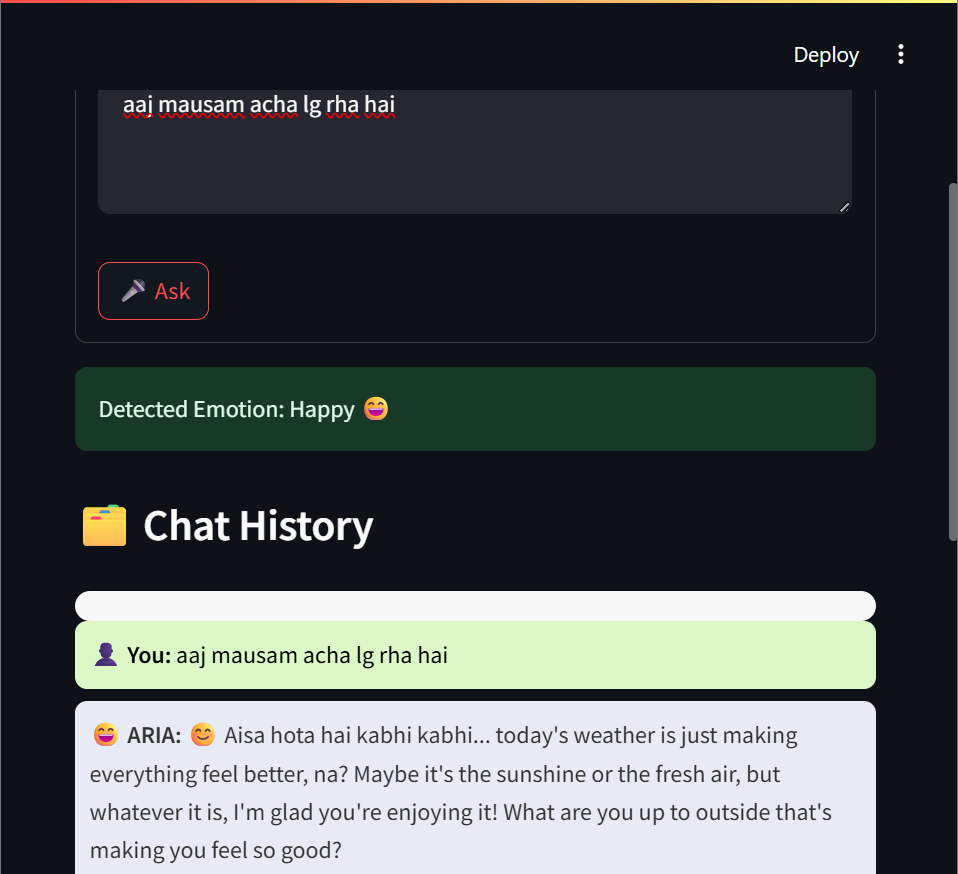 Deploy
aaj mausam acha lg rha hai
🎤 Ask
Detected Emotion: Happy 😄
🗂️ Chat History
👤 You: aaj mausam acha lg rha hai
😄 ARIA: 😊 Aisa hota hai kabhi kabhi... today's weather is just making
everything feel better, na? Maybe it's the sunshine or the fresh air, but
whatever it is, I'm glad you're enjoying it! What are you up to outside that's
making you feel so good?